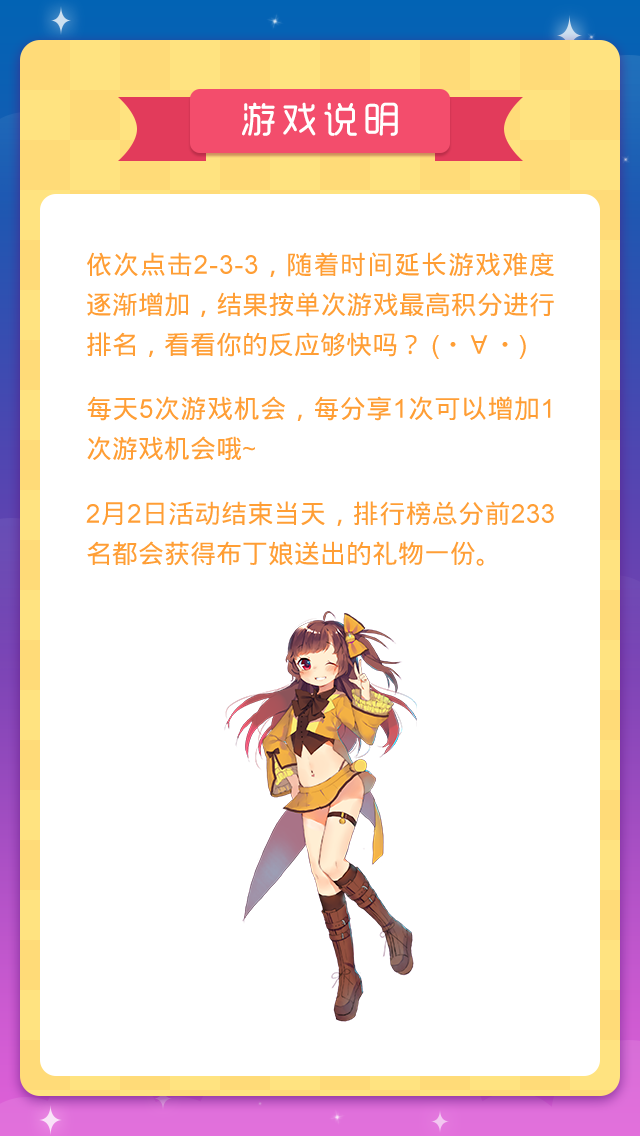 游戏说明
依次点击2-3-3，随着时间延长游戏难度
逐渐增加，结果按单次游戏最高积分进行
排名，看看你的反应够快吗？(・∀・)
每天5次游戏机会，每分享1次可以增加1
次游戏机会哦~
2月2日活动结束当天，排行榜总分前233
名都会获得布丁娘送出的礼物一份。